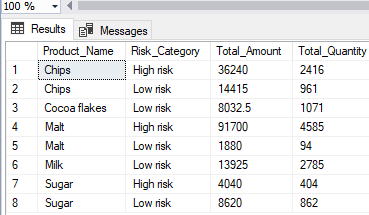 100 %
Results Messages
Product_Name Risk_Category Total_Amount Total_Quantity
1 Chips High risk 36240 2416
2 Chips Low risk 14415 961
3 Cocoa flakes Low risk 8032.5 1071
4 Malt High risk 91700 4585
5 Malt Low risk 1880 94
6 Milk Low risk 13925 2785
7 Sugar High risk 4040 404
8 Sugar Low risk 8620 862